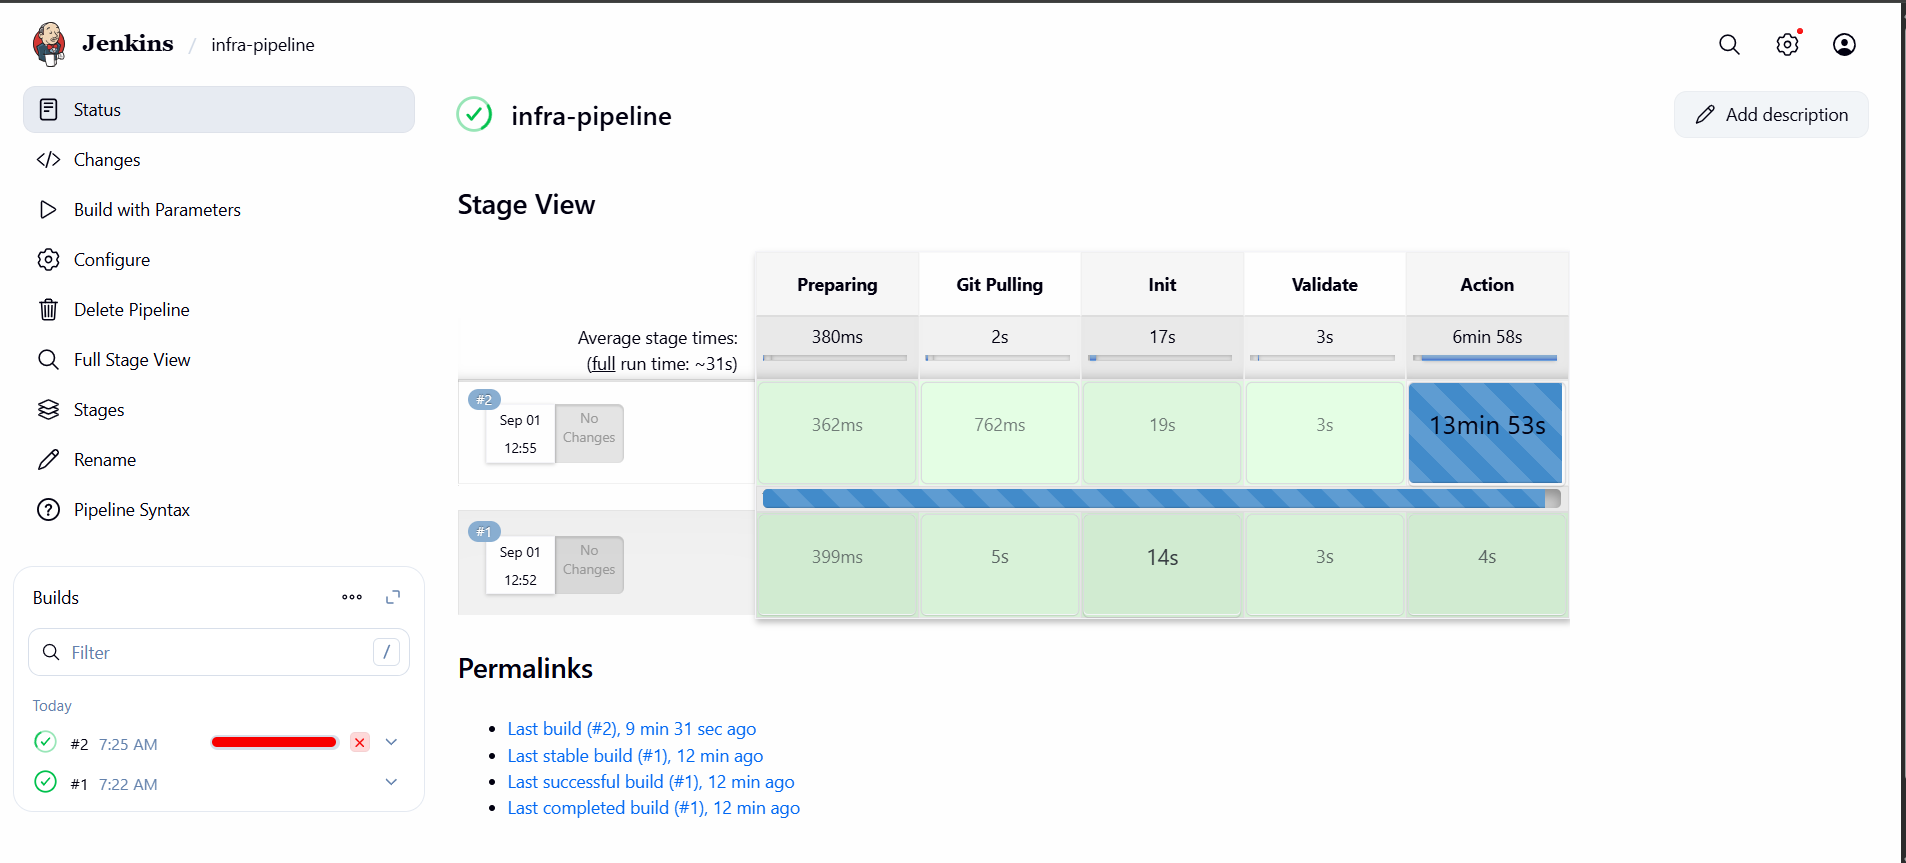 Jenkins / infra-pipeline
Status
Changes
Build with Parameters
Configure
Delete Pipeline
Full Stage View
Stages
Rename
Pipeline Syntax
Builds
Filter /
Today
#2 7:25 AM
#1 7:22 AM
infra-pipeline
Add description
Stage View
Preparing Git Pulling Init Validate Action
Average stage times:
(full run time: ~31s)
380ms 2s 17s 3s 6min 58s
#2
Sep 01
12:55
No
Changes
362ms 762ms 19s 3s 13min 53s
#1
Sep 01
12:52
No
Changes
399ms 5s 14s 3s 4s
Permalinks
Last build (#2), 9 min 31 sec ago
Last stable build (#1), 12 min ago
Last successful build (#1), 12 min ago
Last completed build (#1), 12 min ago